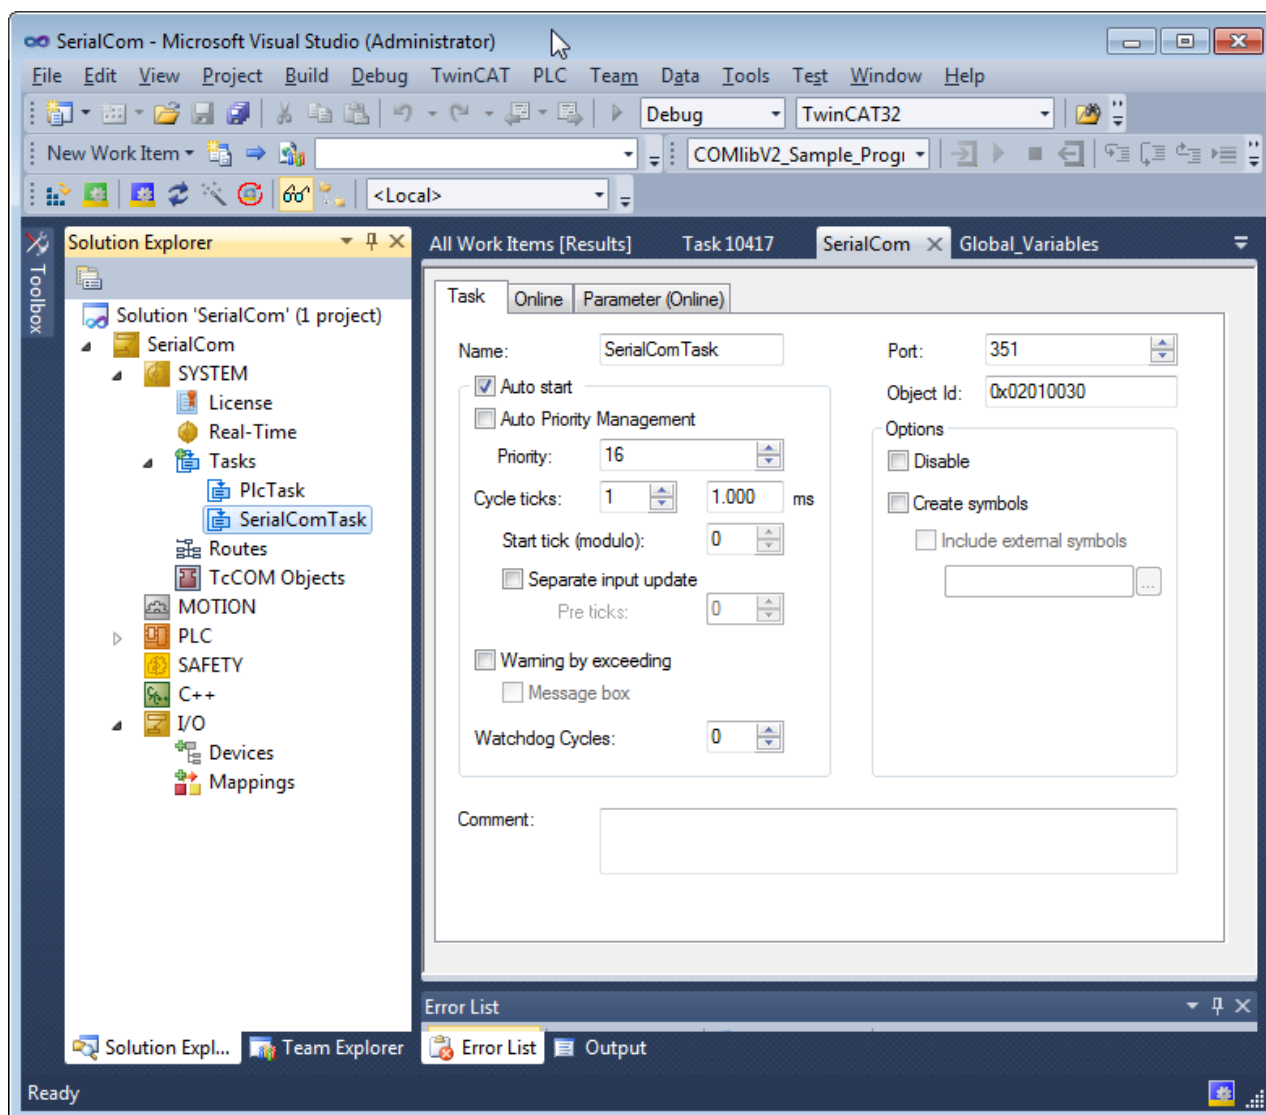 SerialCom - Microsoft Visual Studio (Administrator)
File Edit View Project Build Debug TwinCAT PLC Team Data Tools Test Window Help
Debug TwinCAT32
New Work Item COMlibV2_Sample_Progr
<Local>
Toolbox
Solution Explorer
Solution 'SerialCom' (1 project)
SerialCom
SYSTEM
License
Real-Time
Tasks
PlcTask
SerialComTask
Routes
TcCOM Objects
MOTION
PLC
SAFETY
C++
I/O
Devices
Mappings
Solution Expl... Team Explorer
All Work Items [Results] Task 10417 SerialCom Global_Variables
Task Online Parameter (Online)
Name: SerialComTask Port: 351
Auto start Object Id: 0x02010030
Auto Priority Management Options
Priority: 16 Disable
Cycle ticks: 1 1.000 ms Create symbols
Start tick (modulo): 0 Include external symbols
Separate input update ...
Pre ticks: 0
Warning by exceeding
Message box
Watchdog Cycles: 0
Comment:
Error List
Error List Output
Ready